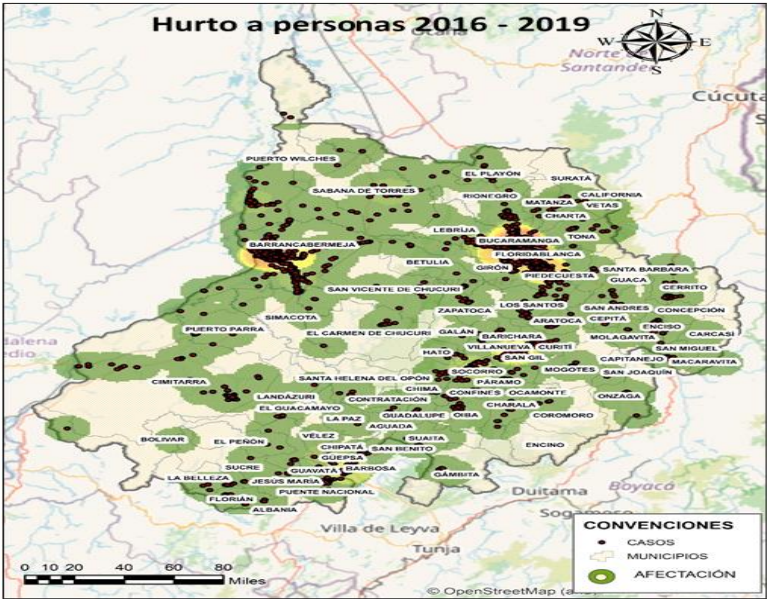 Hurto a personas 2016 - 2019
N
W
E
S
Norte
Santander
Cúcuta
PUERTO WILCHES
EL PLAYÓN
SURATÁ
SABANA DE TORRES
RIONEGRO
CALIFORNIA
MATANZA
VETAS
CHARTA
LEBRIJA
TONA
BUCARAMANGA
BARRANCABERMEJA
FLORIDABLANCA
BETULIA
GIRÓN
PIEDECUESTA
SANTA BARBARA
GUACA
CERRITO
SAN VICENTE DE CHUCURI
LOS SANTOS
SAN ANDRES
CONCEPCIÓN
ZAPATOCA
SIMACOTA
ARATOCA
CEPITÁ
ENCISO
PUERTO PARRA
EL CARMEN DE CHUCURI
GALÁN
BARICHARA
MOLAGAVITA
CARCASI
VILLANUEVA
CURITÍ
SAN MIGUEL
HATO
SAN GIL
CAPITANEJO
MACARAVITA
SOCORRO
MOGOTES
SAN JOAQUÍN
CIMITARRA
SANTA HELENA DEL OPÓN
PÁRAMO
CHIMA
CONFINES
OCAMONTE
ONZAGA
LANDÁZURI
CONTRATACIÓN
CHARALA
EL GUACAMAYO
GUADALUPE
OIBA
COROMORO
LA PAZ
AGUADA
BOLIVAR
EL PEÑÓN
VÉLEZ
SUAITA
ENCINO
CHIPATÁ
SAN BENITO
GÜEPSA
SUCRE
GUAVATÁ
BARBOSA
GÁMBITA
LA BELLEZA
JESÚS MARÍA
PUENTE NACIONAL
Duitama
Boyacá
FLORIÁN
ALBANIA
Sogamoso
Villa de Leyva
Tunja
CONVENCIONES
CASOS
MUNICIPIOS
AFECTACIÓN
0 10 20 40 60 80
Miles
© OpenStreetMap